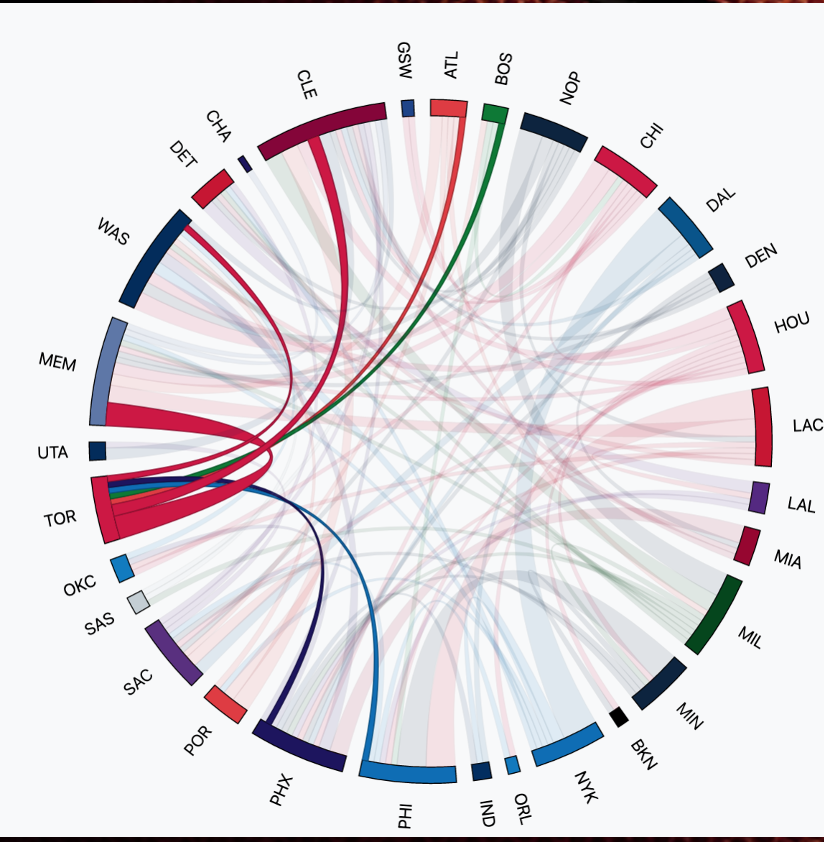 GSW
ATL
BOS
NOP
CHI
DAL
DEN
HOU
LAC
LAL
MIA
MIL
MIN
BKN
NYK
ORL
IND
PHI
PHX
POR
SAC
SAS
OKC
TOR
UTA
MEM
WAS
DET
CHA
CLE